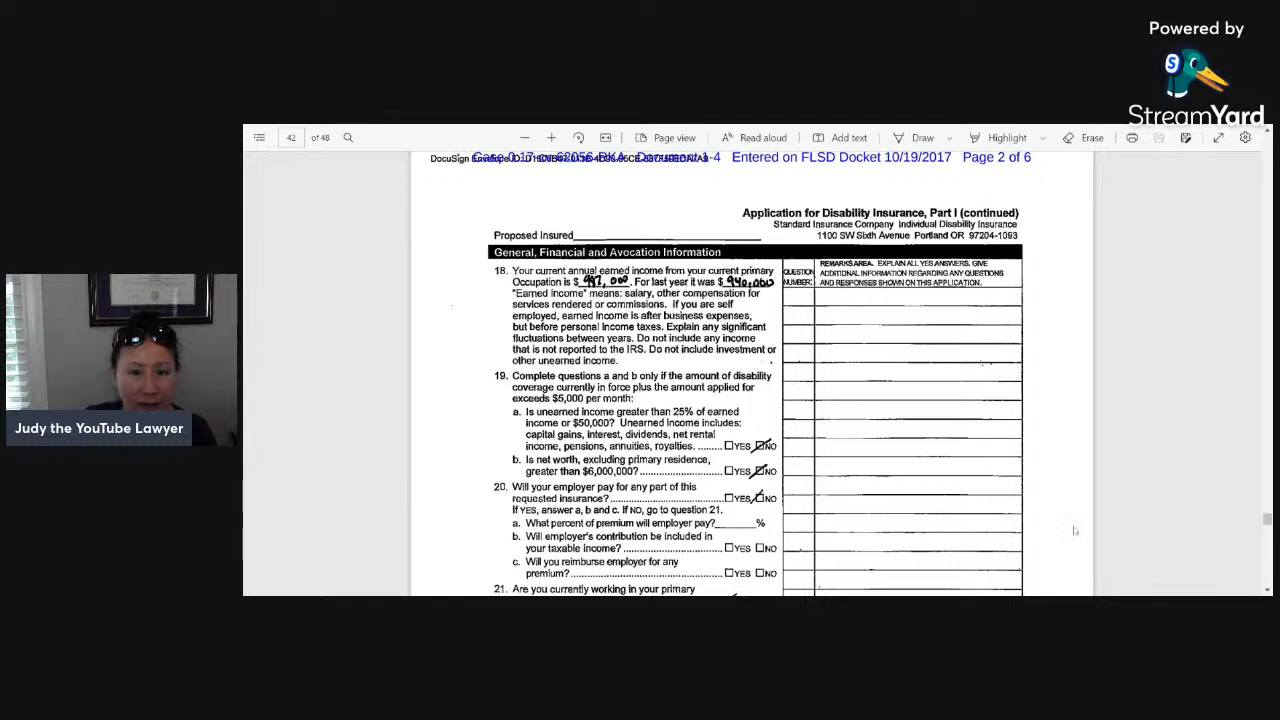 Powered by
S
StreamYard
42 of 48
Page view
Read aloud
Add text
Draw
Highlight
Erase
DocuSign
Entered on FLSD Docket 10/19/2017 Page 2 of 6
Application for Disability Insurance, Part I (continued)
Standard Insurance Company Individual Disability Insurance
Proposed Insured
1100 SW Sixth Avenue Portland OR 97204-1093
General, Financial and Avocation Information
18. Your current annual earned income from your current primary
Occupation is $ 997,000. For last year it was $ 940,000
"Earned income" means: salary, other compensation for
services rendered or commissions. If you are self
employed, earned income is after business expenses,
but before personal income taxes. Explain any significant
fluctuations between years. Do not include any income
that is not reported to the IRS. Do not include investment or
other unearned income.
19. Complete questions a and b only if the amount of disability
coverage currently in force plus the amount applied for
exceeds $5,000 per month:
a. Is unearned income greater than 25% of earned
income or $50,000? Unearned income includes:
capital gains, interest, dividends, net rental
income, pensions, annuities, royalties. ........ YES NO
b. Is net worth, excluding primary residence,
greater than $6,000,000? ............................ YES NO
20. Will your employer pay for any part of this
requested insurance? ...................................... YES NO
If YES, answer a, b and c. If NO, go to question 21.
a. What percent of premium will employer pay?_______%
b. Will employer's contribution be included in
your taxable income? ................................ YES NO
c. Will you reimburse employer for any
premium? .................................................. YES NO
21. Are you currently working in your primary
QUESTION
NUMBER:
REMARKS AREA. EXPLAIN ALL YES ANSWERS, GIVE
ADDITIONAL INFORMATION REGARDING ANY QUESTIONS
AND RESPONSES SHOWN ON THIS APPLICATION.
Judy the YouTube Lawyer